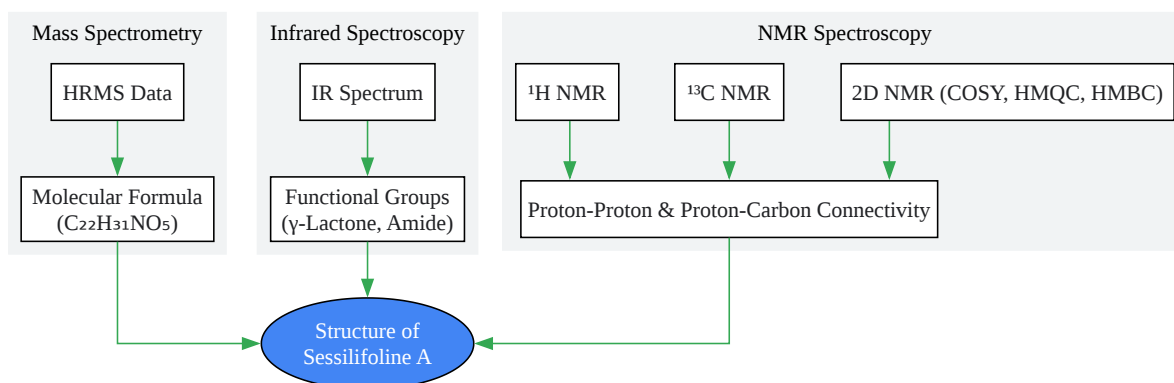 Mass Spectrometry
Infrared Spectroscopy
NMR Spectroscopy
HRMS Data
IR Spectrum
¹H NMR
¹³C NMR
2D NMR (COSY, HMQC, HMBC)
Molecular Formula
(C₂₂H₃₁NO₅)
Functional Groups
(γ-Lactone, Amide)
Proton-Proton & Proton-Carbon Connectivity
Structure of
Sessilifoline A